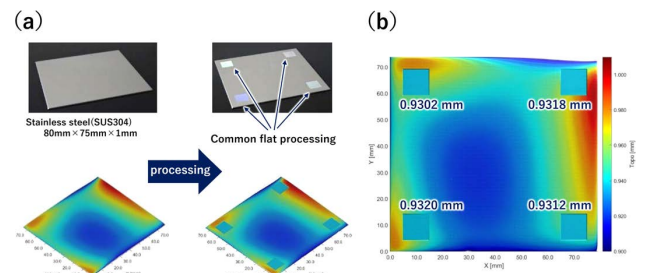 (a)
(b)
Stainless steel(SUS304)
80mm×75mm×1mm
Common flat processing
processing
0.9302 mm
0.9318 mm
0.9320 mm
0.9312 mm
Y [mm]
70.0
60.0
50.0
40.0
30.0
20.0
10.0
0.0
0.0 10.0 20.0 30.0 40.0 50.0 60.0 70.0
X [mm]
1.000
0.980
0.960
0.940
0.920
0.900
Topo [mm]